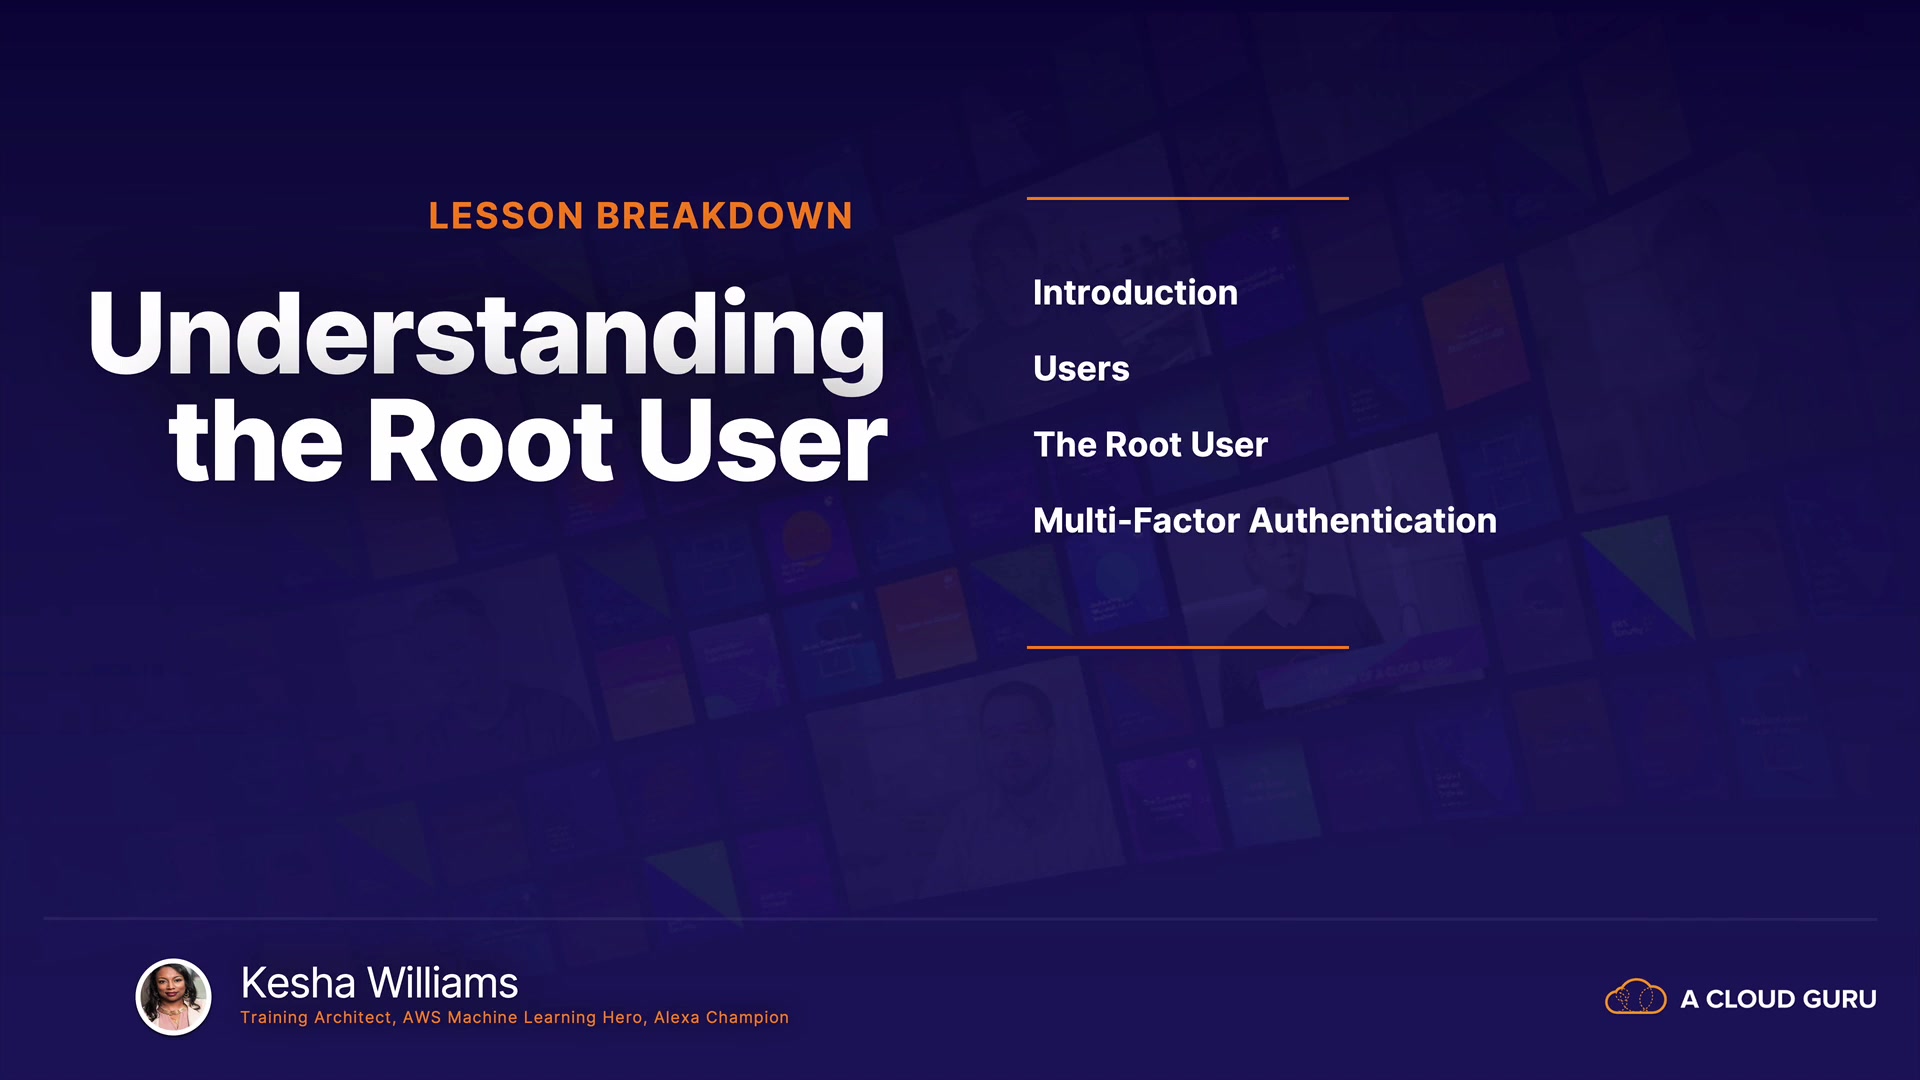 LESSON BREAKDOWN
Understanding
the Root User
Introduction
Users
The Root User
Multi-Factor Authentication
Kesha Williams
Training Architect, AWS Machine Learning Hero, Alexa Champion
A CLOUD GURU